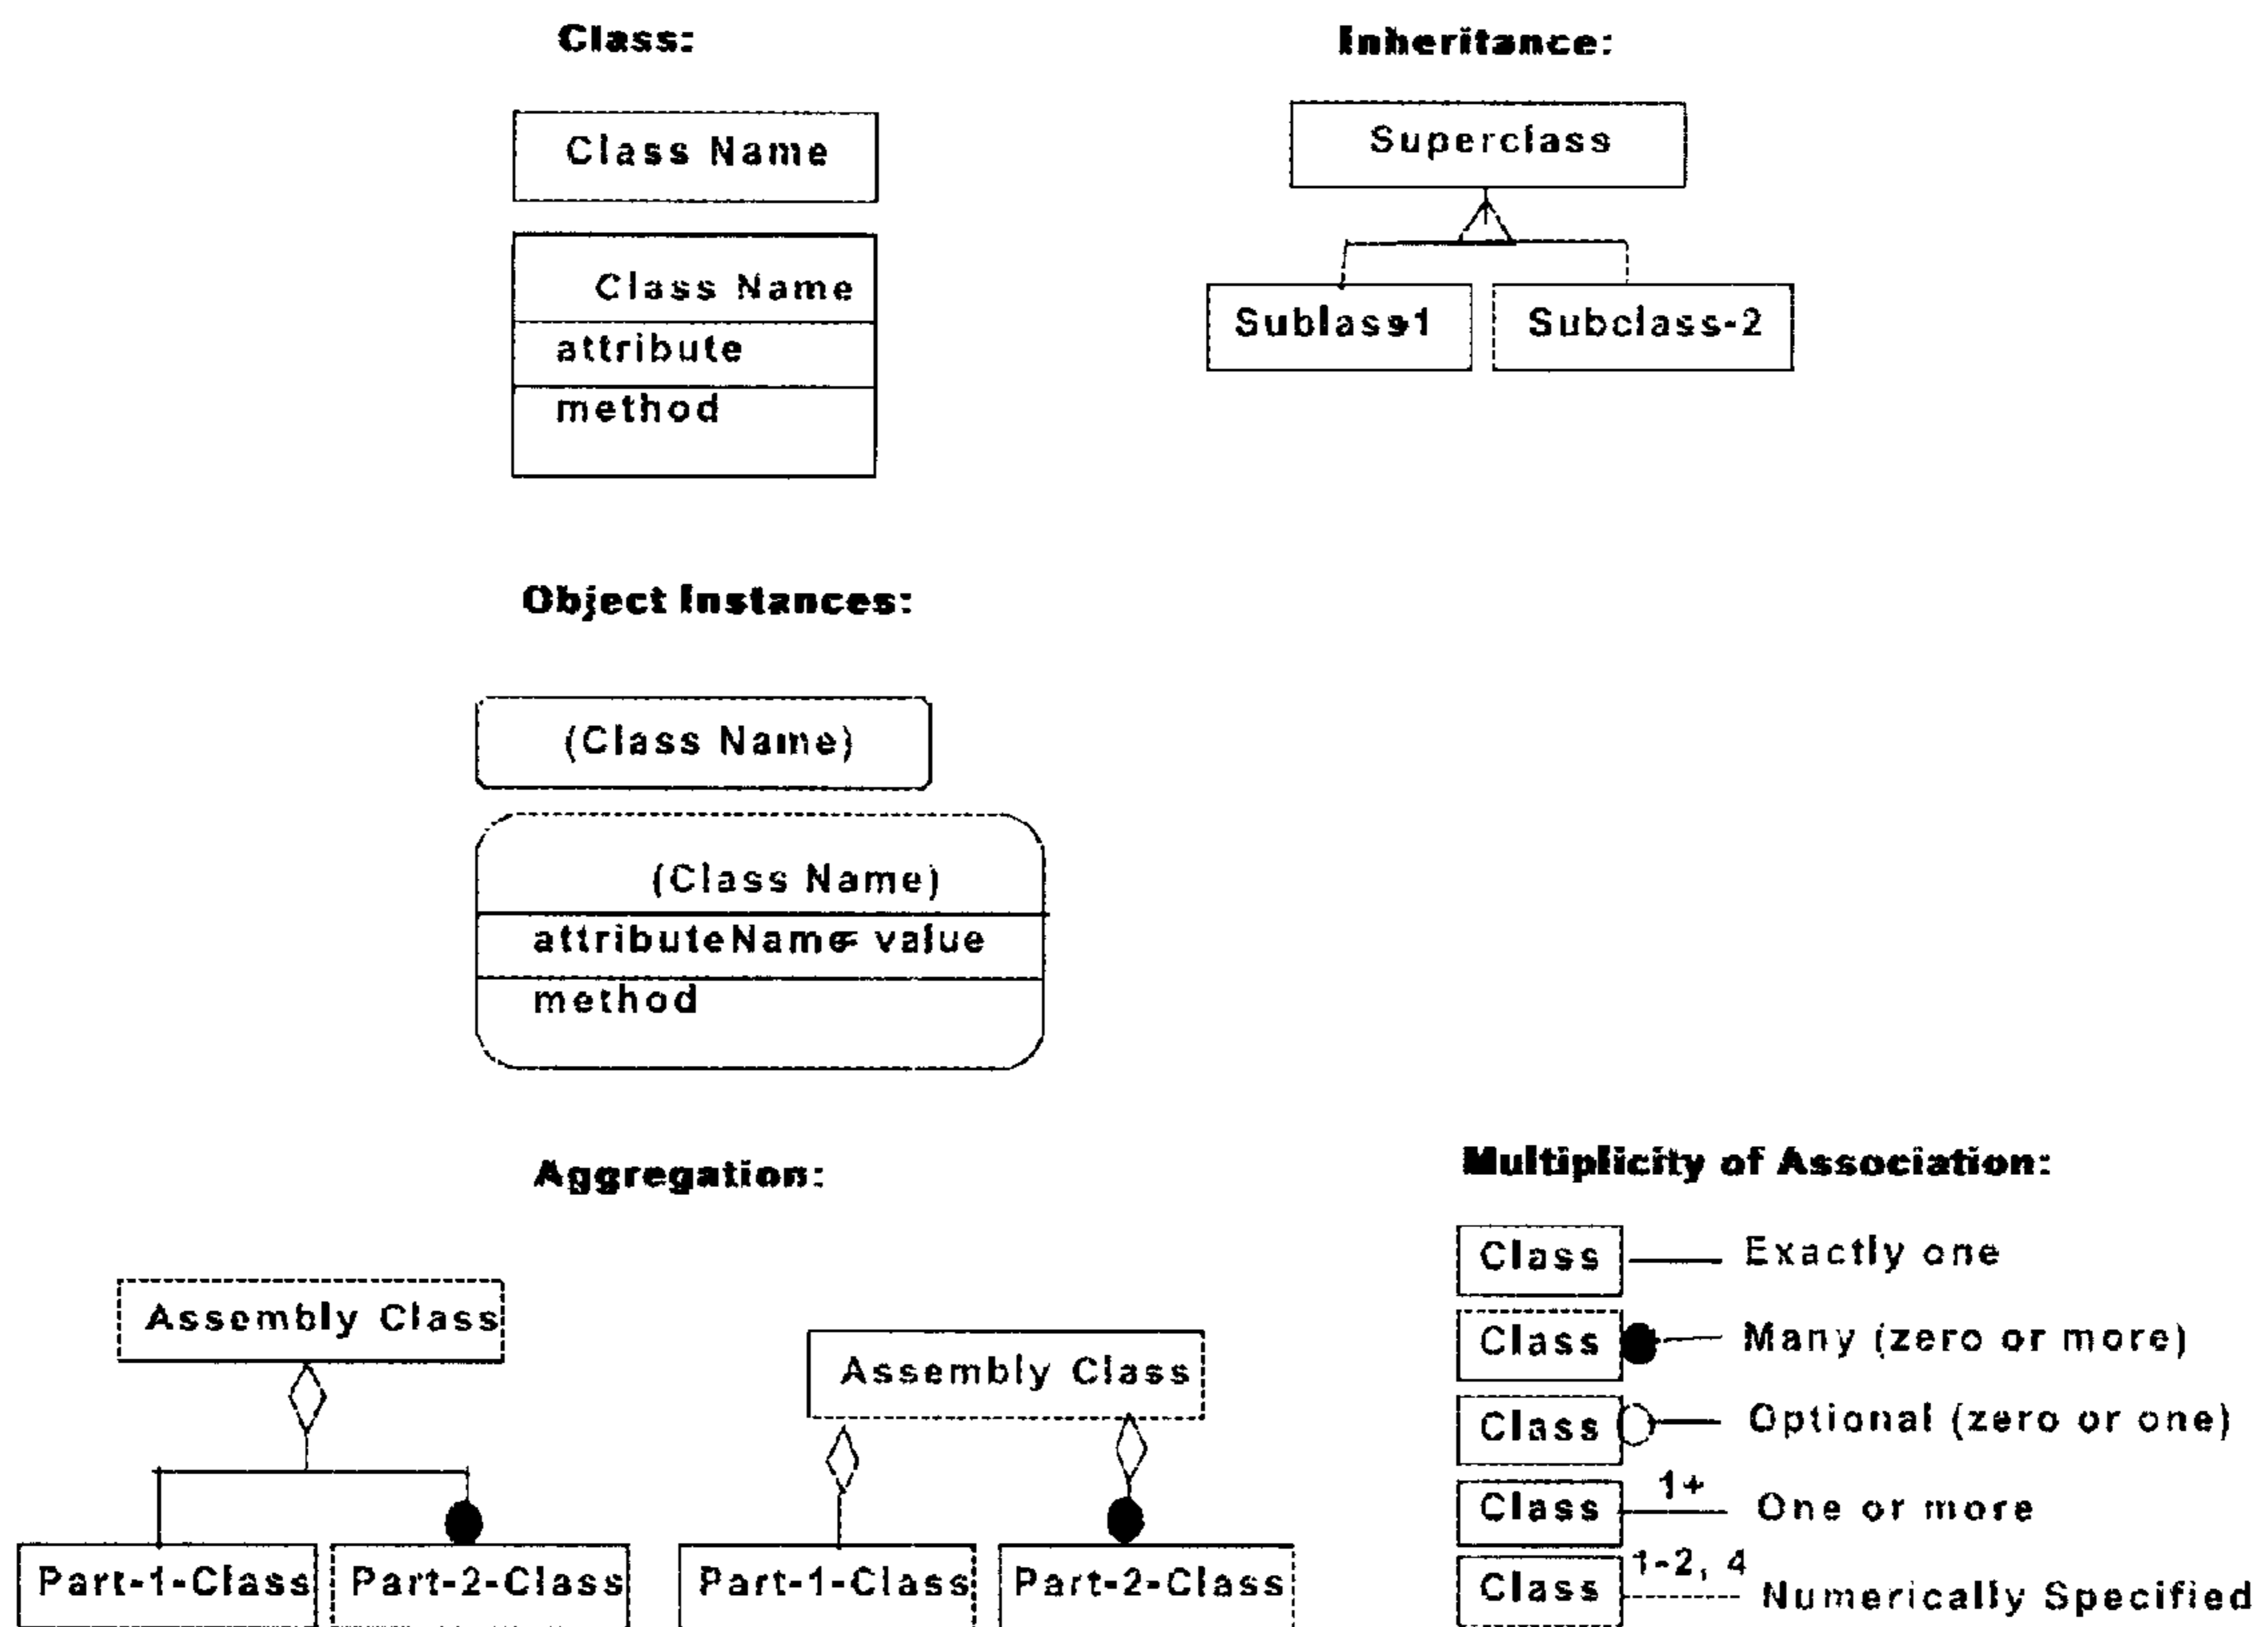 Class:
Class Name
Class Name
attribute
method
Inheritance:
Superclass
Sublass-1
Subclass-2
Object Instances:
(Class Name)
(Class Name)
attributeName= value
method
Aggregation:
Assembly Class
Part-1-Class
Part-2-Class
Assembly Class
Part-1-Class
Part-2-Class
Multiplicity of Association:
Class
Exactly one
Class
Many (zero or more)
Class
Optional (zero or one)
Class
1+
One or more
Class
1-2, 4
Numerically Specified